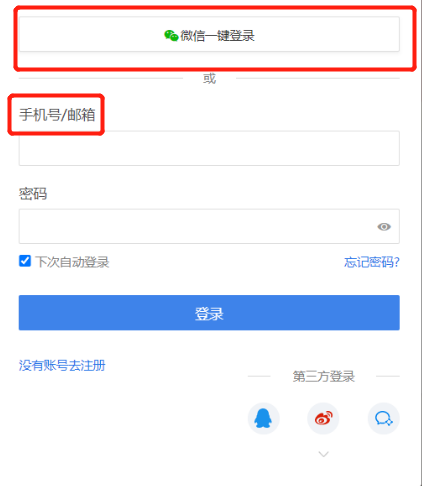 微信一键登录
或
手机号/邮箱
密码
下次自动登录 忘记密码?
登录
没有账号去注册
第三方登录